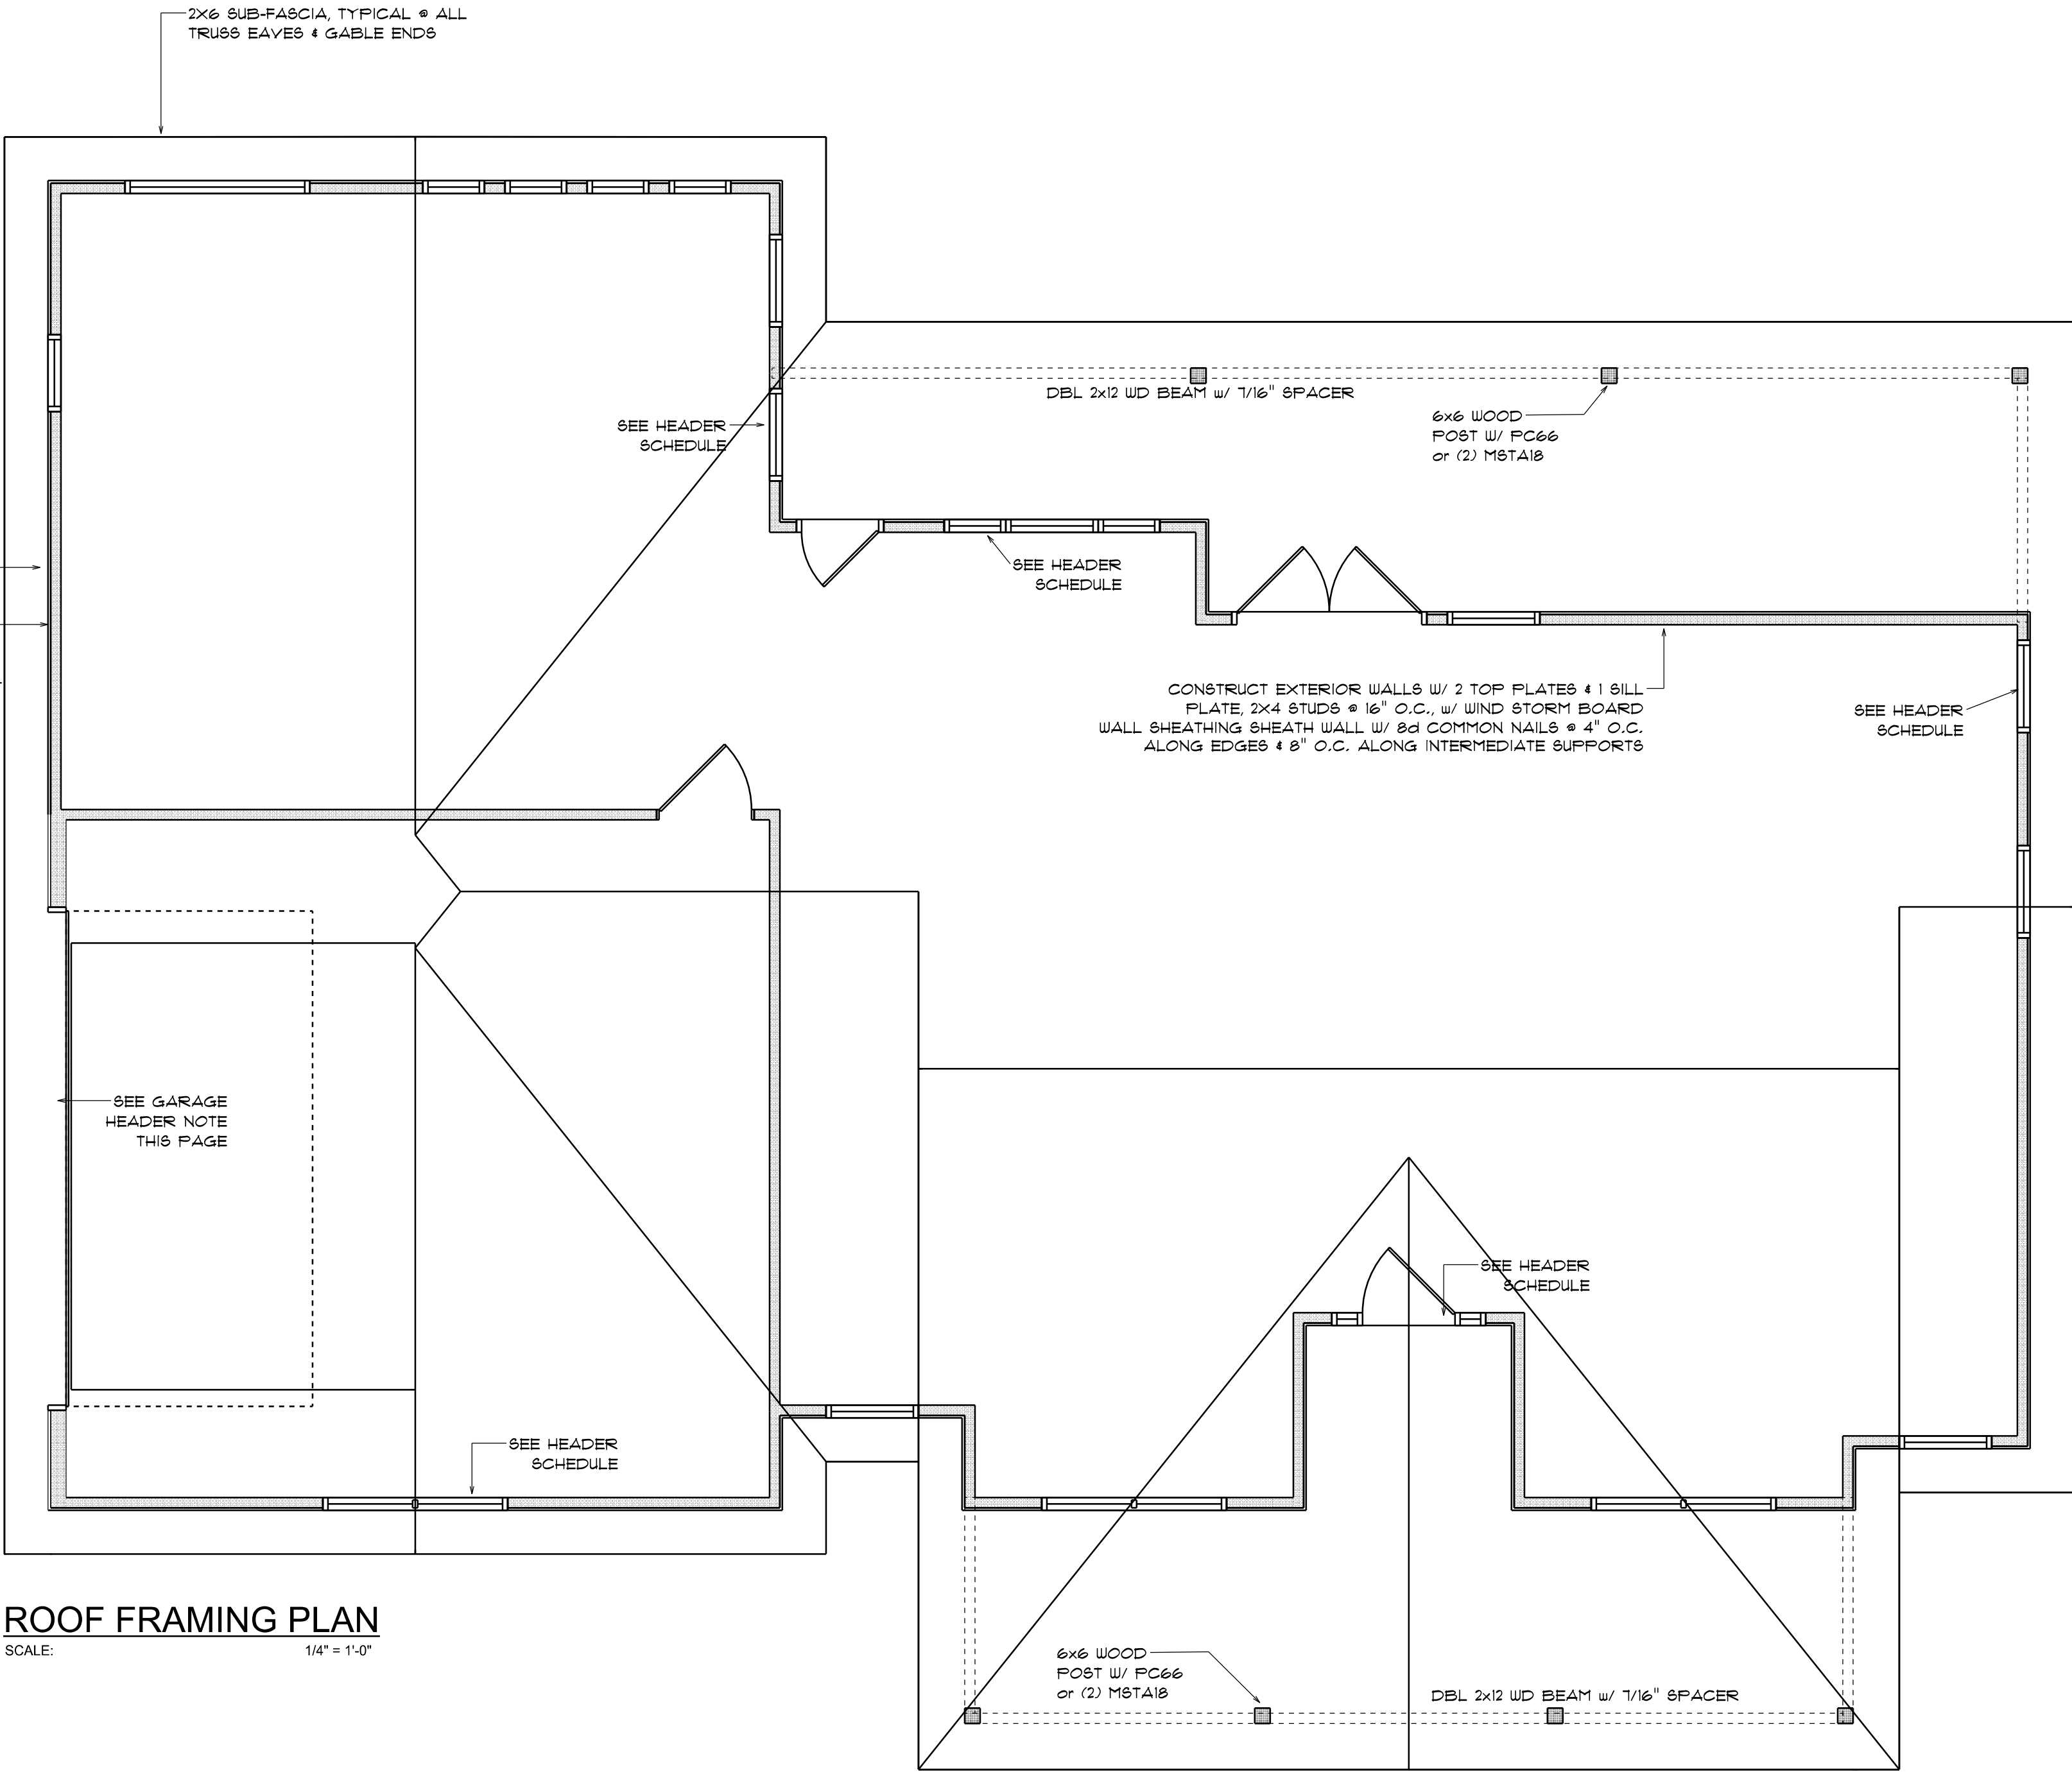 2X6 SUB-FASCIA, TYPICAL @ ALL
TRUSS EAVES & GABLE ENDS
DBL 2x12 WD BEAM w/ 7/16" SPACER
6x6 WOOD
POST W/ PC66
or (2) MSTA18
SEE HEADER
SCHEDULE
SEE HEADER
SCHEDULE
CONSTRUCT EXTERIOR WALLS W/ 2 TOP PLATES & 1 SILL
PLATE, 2X4 STUDS @ 16" O.C., w/ WIND STORM BOARD
WALL SHEATHING SHEATH WALL W/ 8d COMMON NAILS @ 4" O.C.
ALONG EDGES & 8" O.C. ALONG INTERMEDIATE SUPPORTS
SEE HEADER
SCHEDULE
SEE GARAGE
HEADER NOTE
THIS PAGE
SEE HEADER
SCHEDULE
SEE HEADER
SCHEDULE
ROOF FRAMING PLAN
SCALE: 1/4" = 1'-0"
6x6 WOOD
POST W/ PC66
or (2) MSTA18
DBL 2x12 WD BEAM w/ 7/16" SPACER